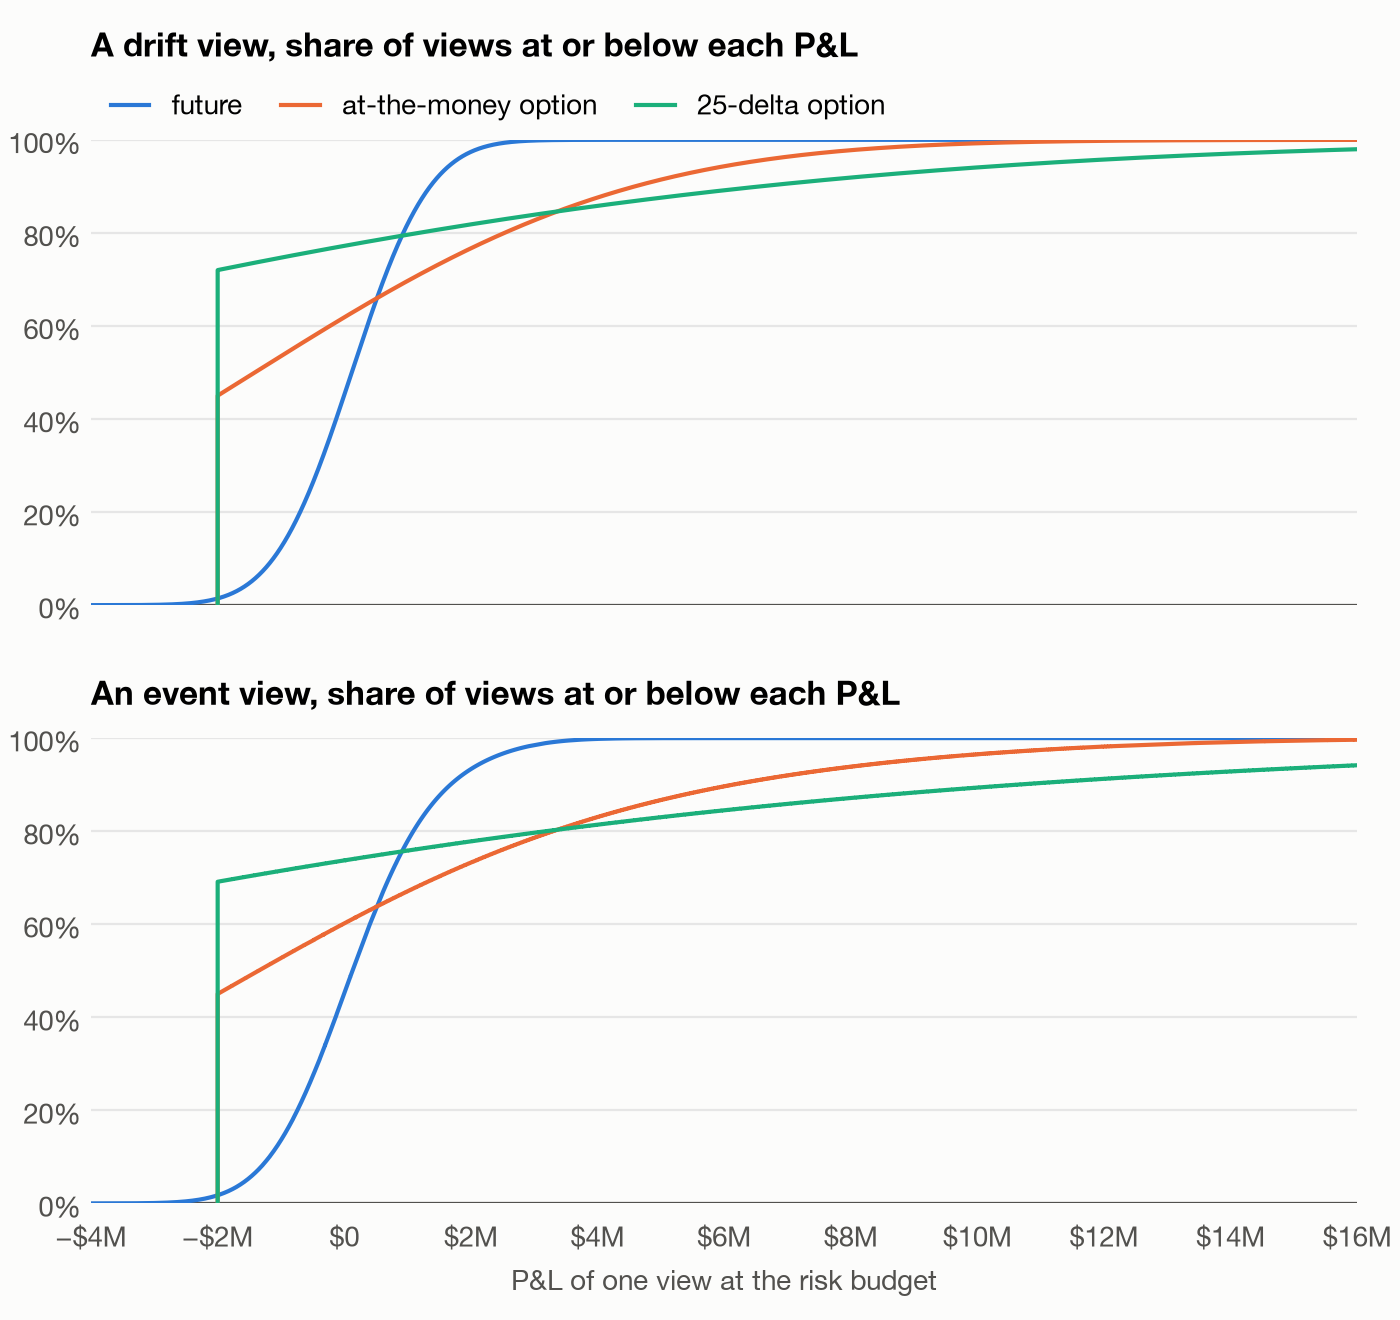 A drift view, share of views at or below each P&L
future at-the-money option 25-delta option
100%
80%
60%
40%
20%
0%
An event view, share of views at or below each P&L
100%
80%
60%
40%
20%
0%
−$4M −$2M $0 $2M $4M $6M $8M $10M $12M $14M $16M
P&L of one view at the risk budget